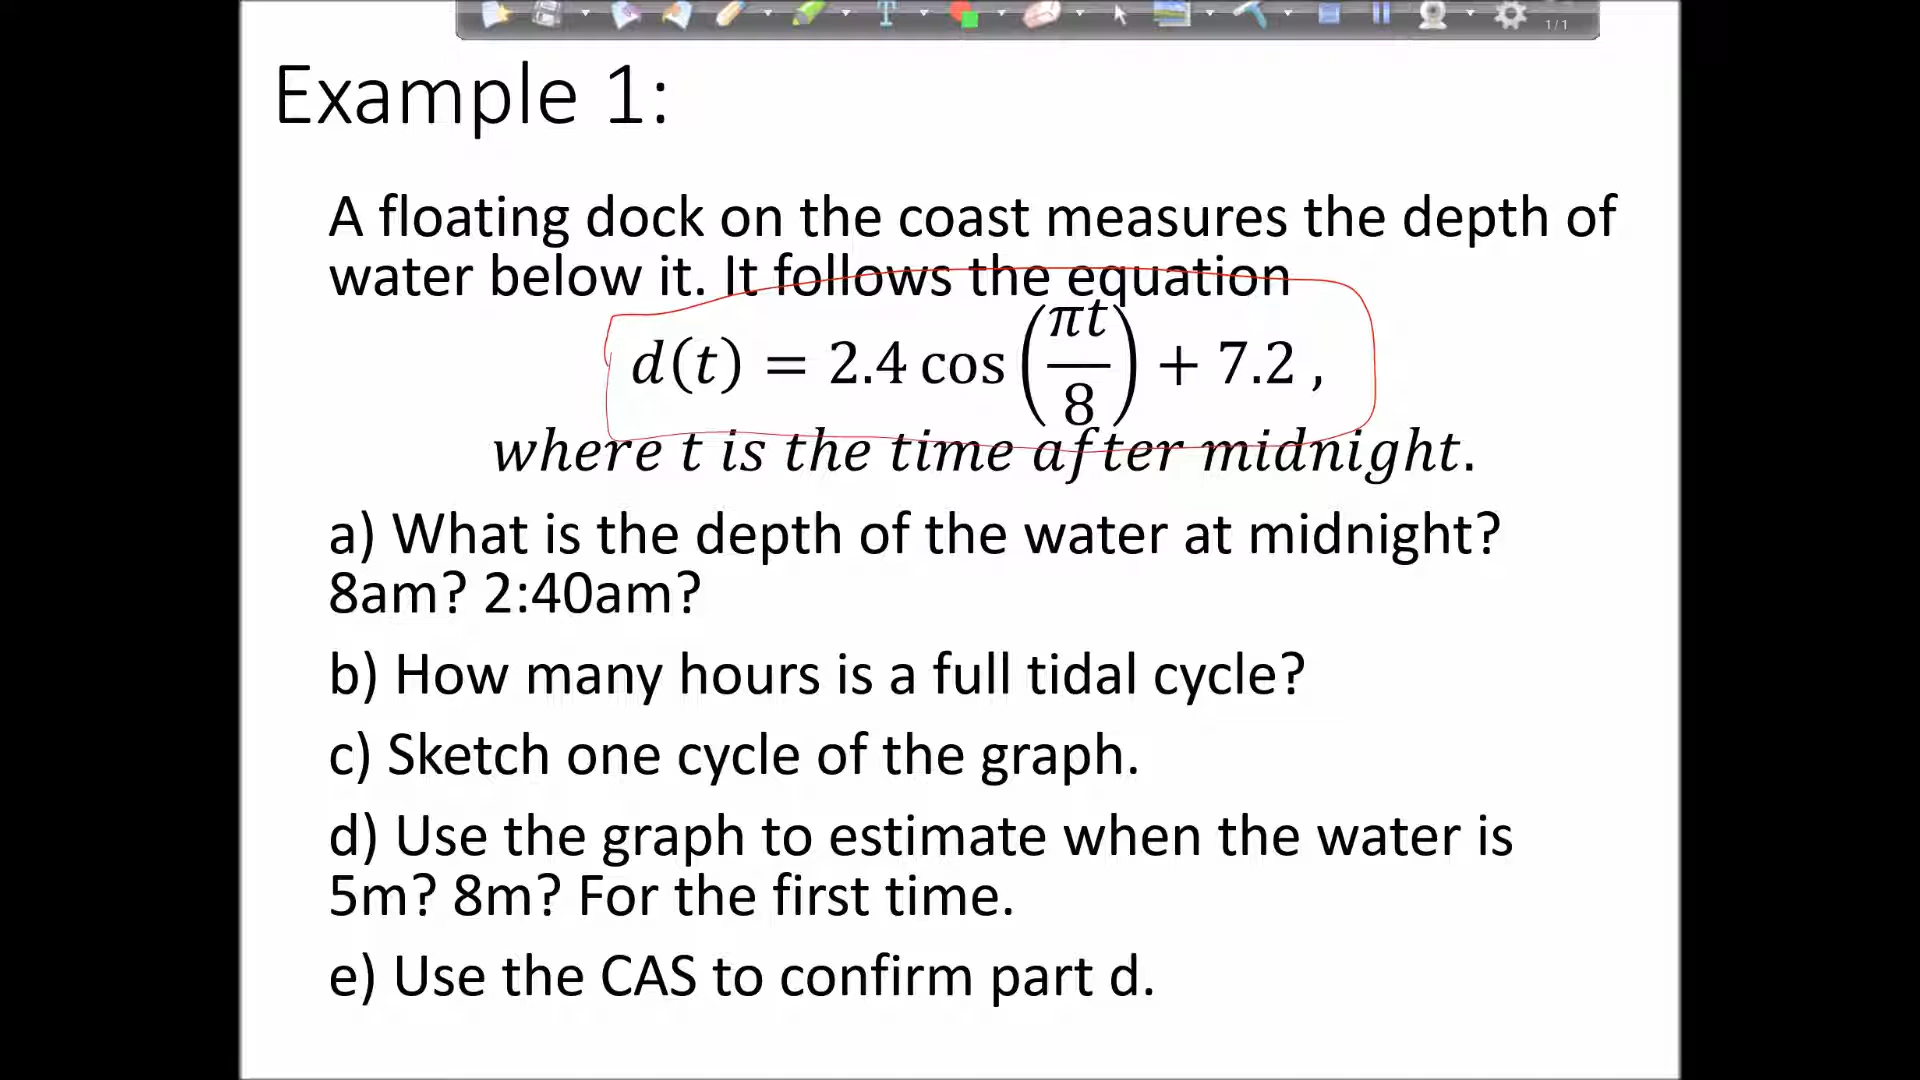 1/1
Example 1:
A floating dock on the coast measures the depth of
water below it. It follows the equation
d(t) = 2.4 cos (πt/8) + 7.2 ,
where t is the time after midnight.
a) What is the depth of the water at midnight?
8am? 2:40am?
b) How many hours is a full tidal cycle?
c) Sketch one cycle of the graph.
d) Use the graph to estimate when the water is
5m? 8m? For the first time.
e) Use the CAS to confirm part d.